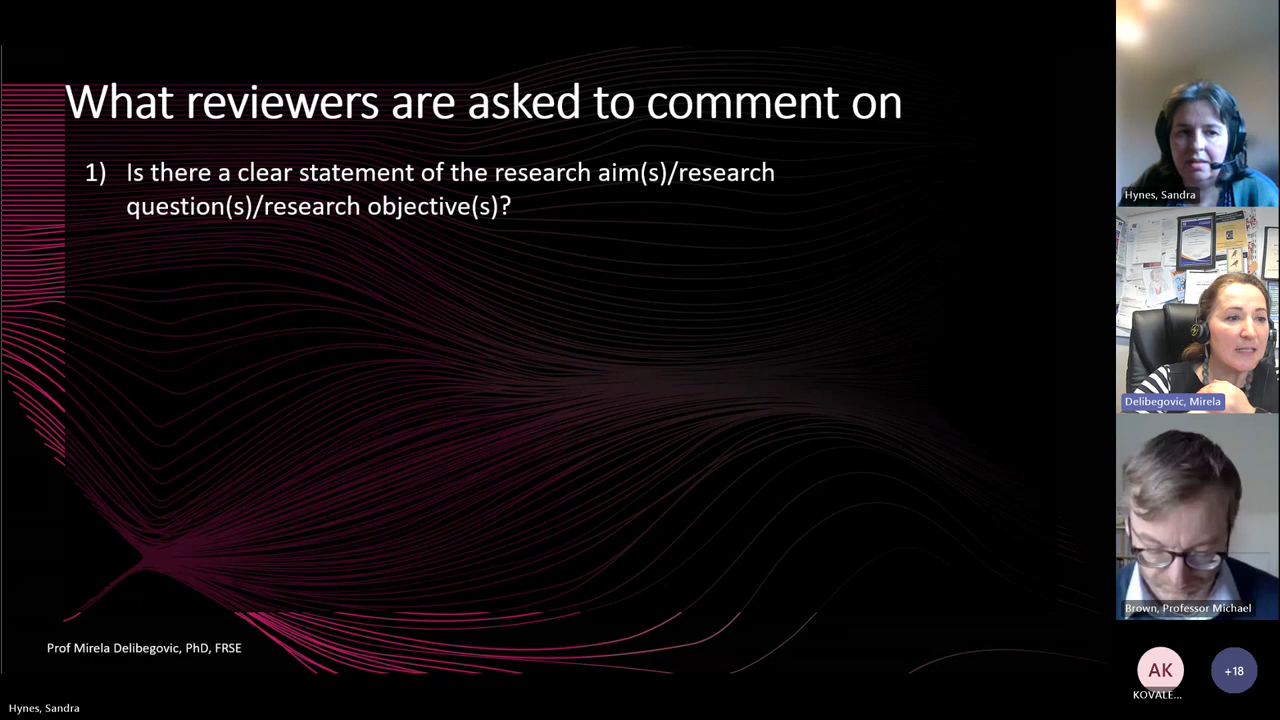 What reviewers are asked to comment on
1) Is there a clear statement of the research aim(s)/research
question(s)/research objective(s)?
Prof Mirela Delibegovic, PhD, FRSE
Hynes, Sandra
Hynes, Sandra
Delibegovic, Mirela
Brown, Professor Michael
AK
KOVALE...
+18